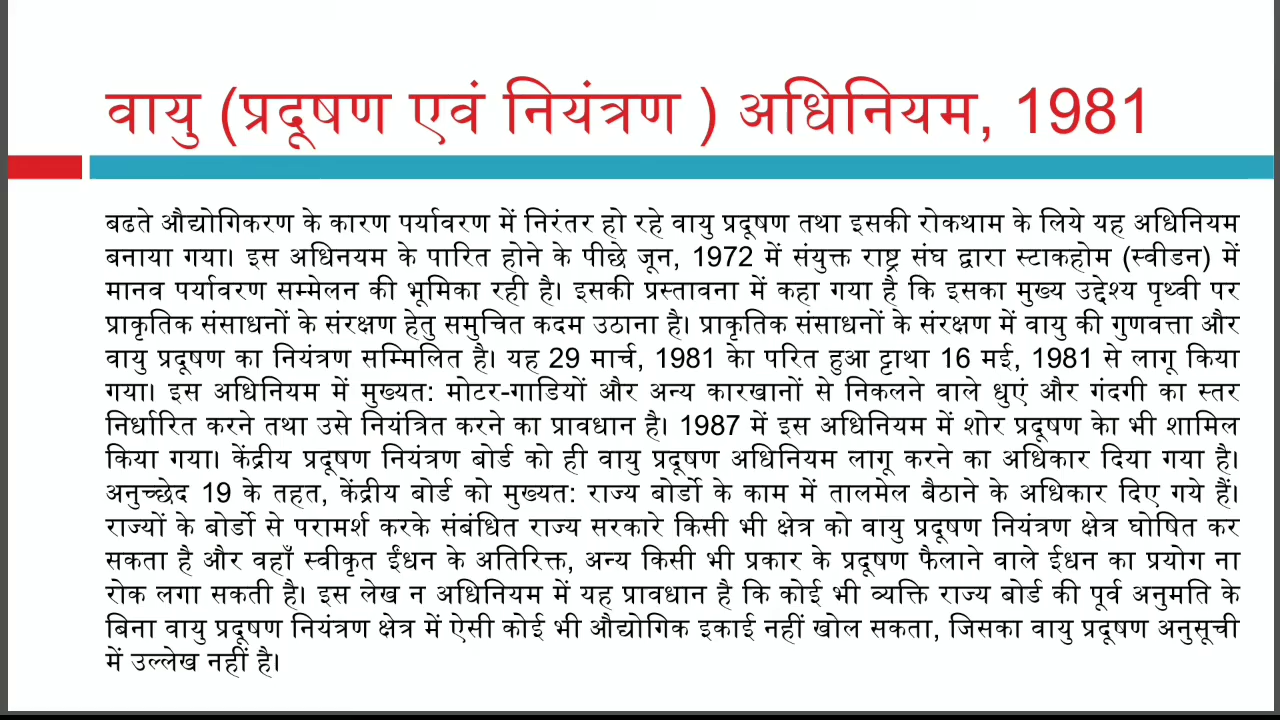 वायु (प्रदूषण एवं नियंत्रण ) अधिनियम, 1981
बढते औद्योगिकरण के कारण पर्यावरण में निरंतर हो रहे वायु प्रदूषण तथा इसकी रोकथाम के लिये यह अधिनियम
बनाया गया। इस अधिनयम के पारित होने के पीछे जून, 1972 में संयुक्त राष्ट्र संघ द्वारा स्टाकहोम (स्वीडन) में
मानव पर्यावरण सम्मेलन की भूमिका रही है। इसकी प्रस्तावना में कहा गया है कि इसका मुख्य उद्देश्य पृथ्वी पर
प्राकृतिक संसाधनों के संरक्षण हेतु समुचित कदम उठाना है। प्राकृतिक संसाधनों के संरक्षण में वायु की गुणवत्ता और
वायु प्रदूषण का नियंत्रण सम्मिलित है। यह 29 मार्च, 1981 केा परित हुआ ट्टाथा 16 मई, 1981 से लागू किया
गया। इस अधिनियम में मुख्यत: मोटर-गाडियों और अन्य कारखानों से निकलने वाले धुएं और गंदगी का स्तर
निर्धारित करने तथा उसे नियंत्रित करने का प्रावधान है। 1987 में इस अधिनियम में शोर प्रदूषण केा भी शामिल
किया गया। केंद्रीय प्रदूषण नियंत्रण बोर्ड को ही वायु प्रदूषण अधिनियम लागू करने का अधिकार दिया गया है।
अनुच्छेद 19 के तहत, केंद्रीय बोर्ड को मुख्यत: राज्य बोर्डो के काम में तालमेल बैठाने के अधिकार दिए गये हैं।
राज्यों के बोर्डो से परामर्श करके संबंधित राज्य सरकारे किसी भी क्षेत्र को वायु प्रदूषण नियंत्रण क्षेत्र घोषित कर
सकता है और वहाँ स्वीकृत ईंधन के अतिरिक्त, अन्य किसी भी प्रकार के प्रदूषण फैलाने वाले ईधन का प्रयोग ना
रोक लगा सकती है। इस लेख न अधिनियम में यह प्रावधान है कि कोई भी व्यक्ति राज्य बोर्ड की पूर्व अनुमति के
बिना वायु प्रदूषण नियंत्रण क्षेत्र में ऐसी कोई भी औद्योगिक इकाई नहीं खोल सकता, जिसका वायु प्रदूषण अनुसूची
में उल्लेख नहीं है।